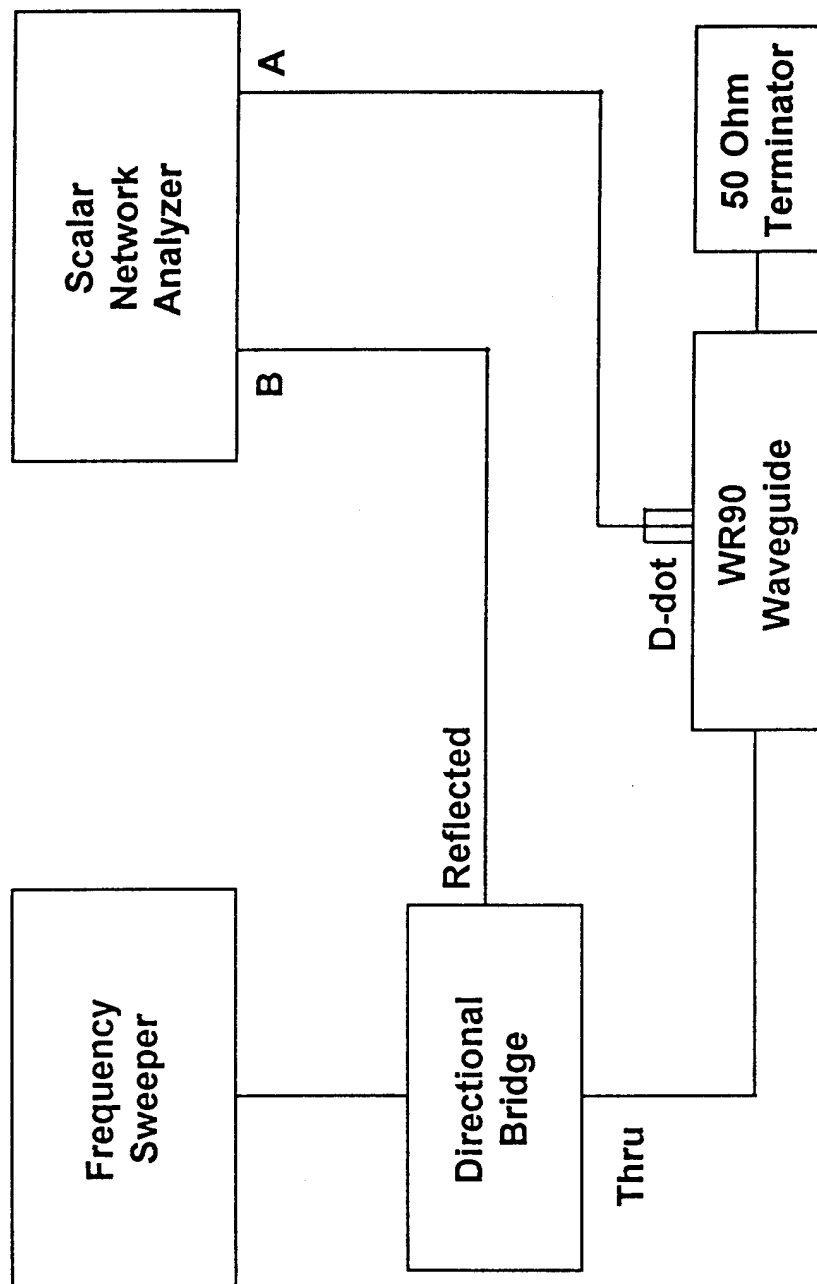 Frequency
Sweeper
Scalar
Network
Analyzer
B
A
Directional
Bridge
Reflected
Thru
D-dot
WR90
Waveguide
50 Ohm
Terminator